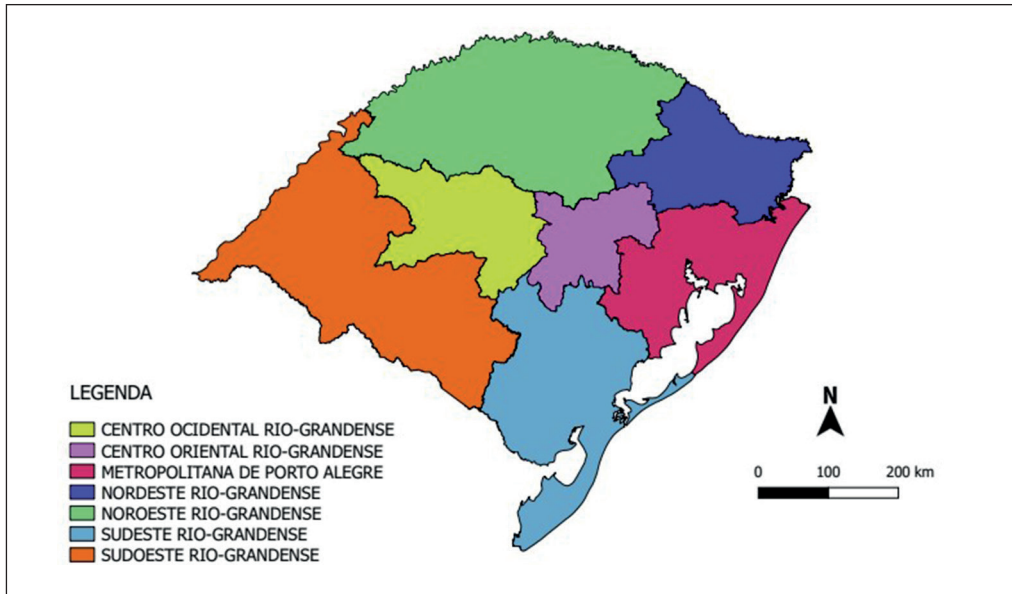 LEGENDA
CENTRO OCIDENTAL RIO-GRANDENSE
CENTRO ORIENTAL RIO-GRANDENSE
METROPOLITANA DE PORTO ALEGRE
NORDESTE RIO-GRANDENSE
NOROESTE RIO-GRANDENSE
SUDESTE RIO-GRANDENSE
SUDOESTE RIO-GRANDENSE
N
0 100 200 km